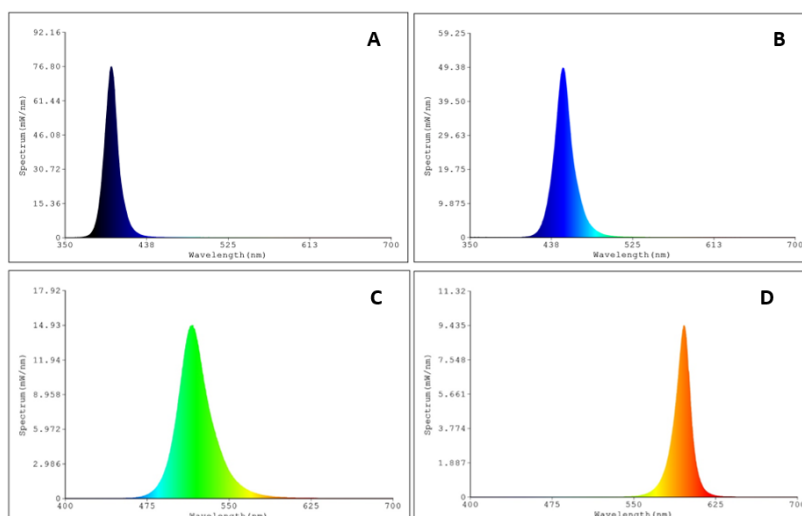 A
92.16
76.80
61.44
46.08
30.72
15.36
0
Spectrum(mW/nm)
350 438 525 613 700
Wavelength(nm)
B
59.25
49.38
39.50
29.63
19.75
9.875
0
Spectrum(mW/nm)
350 438 525 613 700
Wavelength(nm)
C
17.92
14.93
11.94
8.958
5.972
2.986
0
Spectrum(mW/nm)
400 475 550 625 700
Wavelength(nm)
D
11.32
9.435
7.548
5.661
3.774
1.887
0
Spectrum(mW/nm)
400 475 550 625 700
Wavelength(nm)